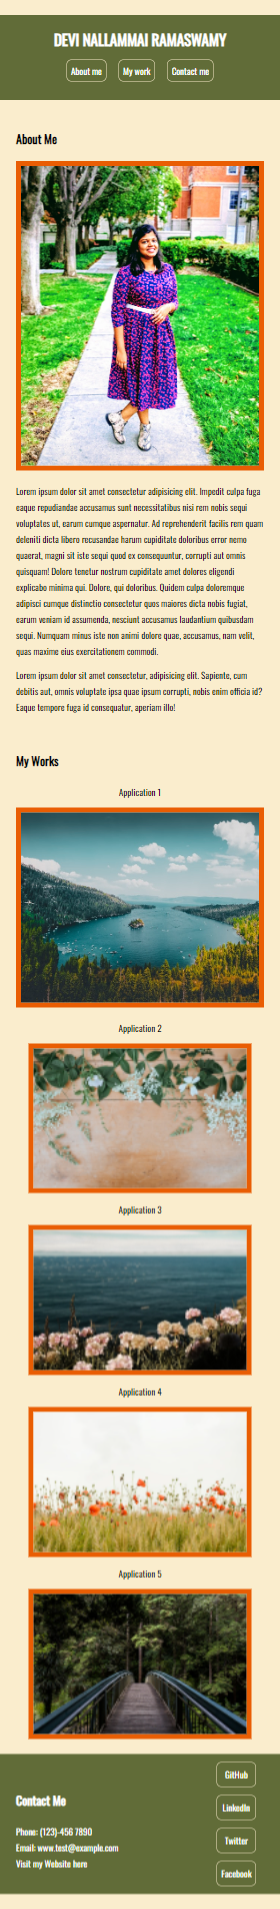 DEVI NALLAMMAI RAMASWAMY
About me
My work
Contact me
About Me
Lorem ipsum dolor sit amet consectetur adipisicing elit. Impedit culpa fuga
eaque repudiandae accusamus sunt necessitatibus nisi rem nobis sequi
voluptates ut, earum cumque aspernatur. Ad reprehenderit facilis rem quam
deleniti dicta libero recusandae harum cupiditate doloribus error nemo
quaerat, magni sit iste sequi quod ex consequuntur, corrupti aut omnis
quisquam! Dolore tenetur nostrum cupiditate amet dolores eligendi
explicabo minima qui. Dolore, qui doloribus. Quidem culpa doloremque
adipisci cumque distinctio consectetur quos maiores dicta nobis fugiat,
earum veniam id assumenda, nesciunt accusamus laudantium quibusdam
sequi. Numquam minus iste non animi dolore quae, accusamus, nam velit,
quas maxime eius exercitationem commodi.
Lorem ipsum dolor sit amet consectetur, adipisicing elit. Sapiente, cum
debitis aut, omnis voluptate ipsa quae ipsum corrupti, nobis enim officia id?
Eaque tempore fuga id consequatur, aperiam illo!
My Works
Application 1
Application 2
Application 3
Application 4
Application 5
Contact Me
Phone: (123)-456 7890
Email: www.test@example.com
Visit my Website here
GitHub
LinkedIn
Twitter
Facebook